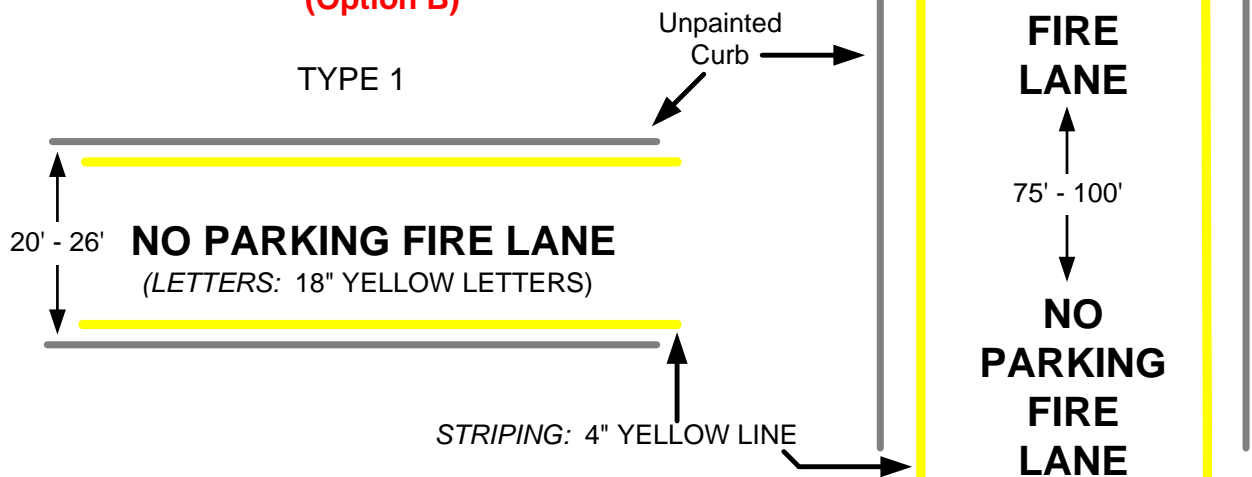 (Option B)
TYPE 1
Unpainted
Curb
20' - 26'
NO PARKING FIRE LANE
(LETTERS: 18" YELLOW LETTERS)
STRIPING: 4" YELLOW LINE
FIRE
LANE
75' - 100'
NO
PARKING
FIRE
LANE